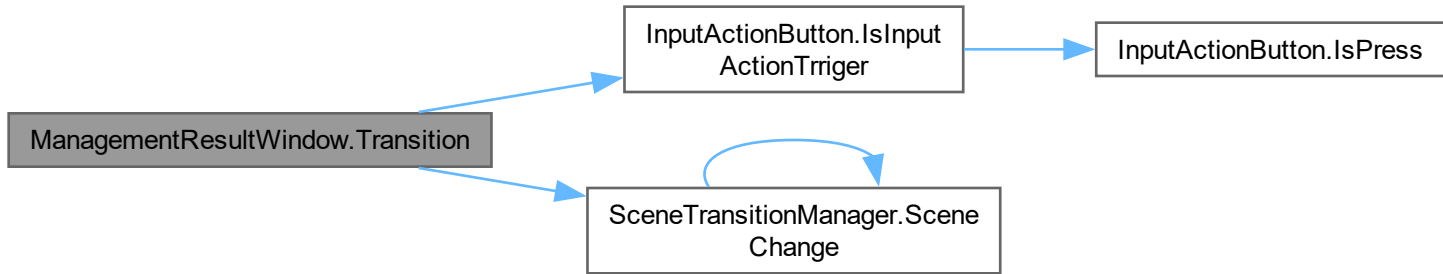 InputActionButton.IsInput
ActionTrriger
InputActionButton.IsPress
ManagementResultWindow.Transition
SceneTransitionManager.Scene
Change